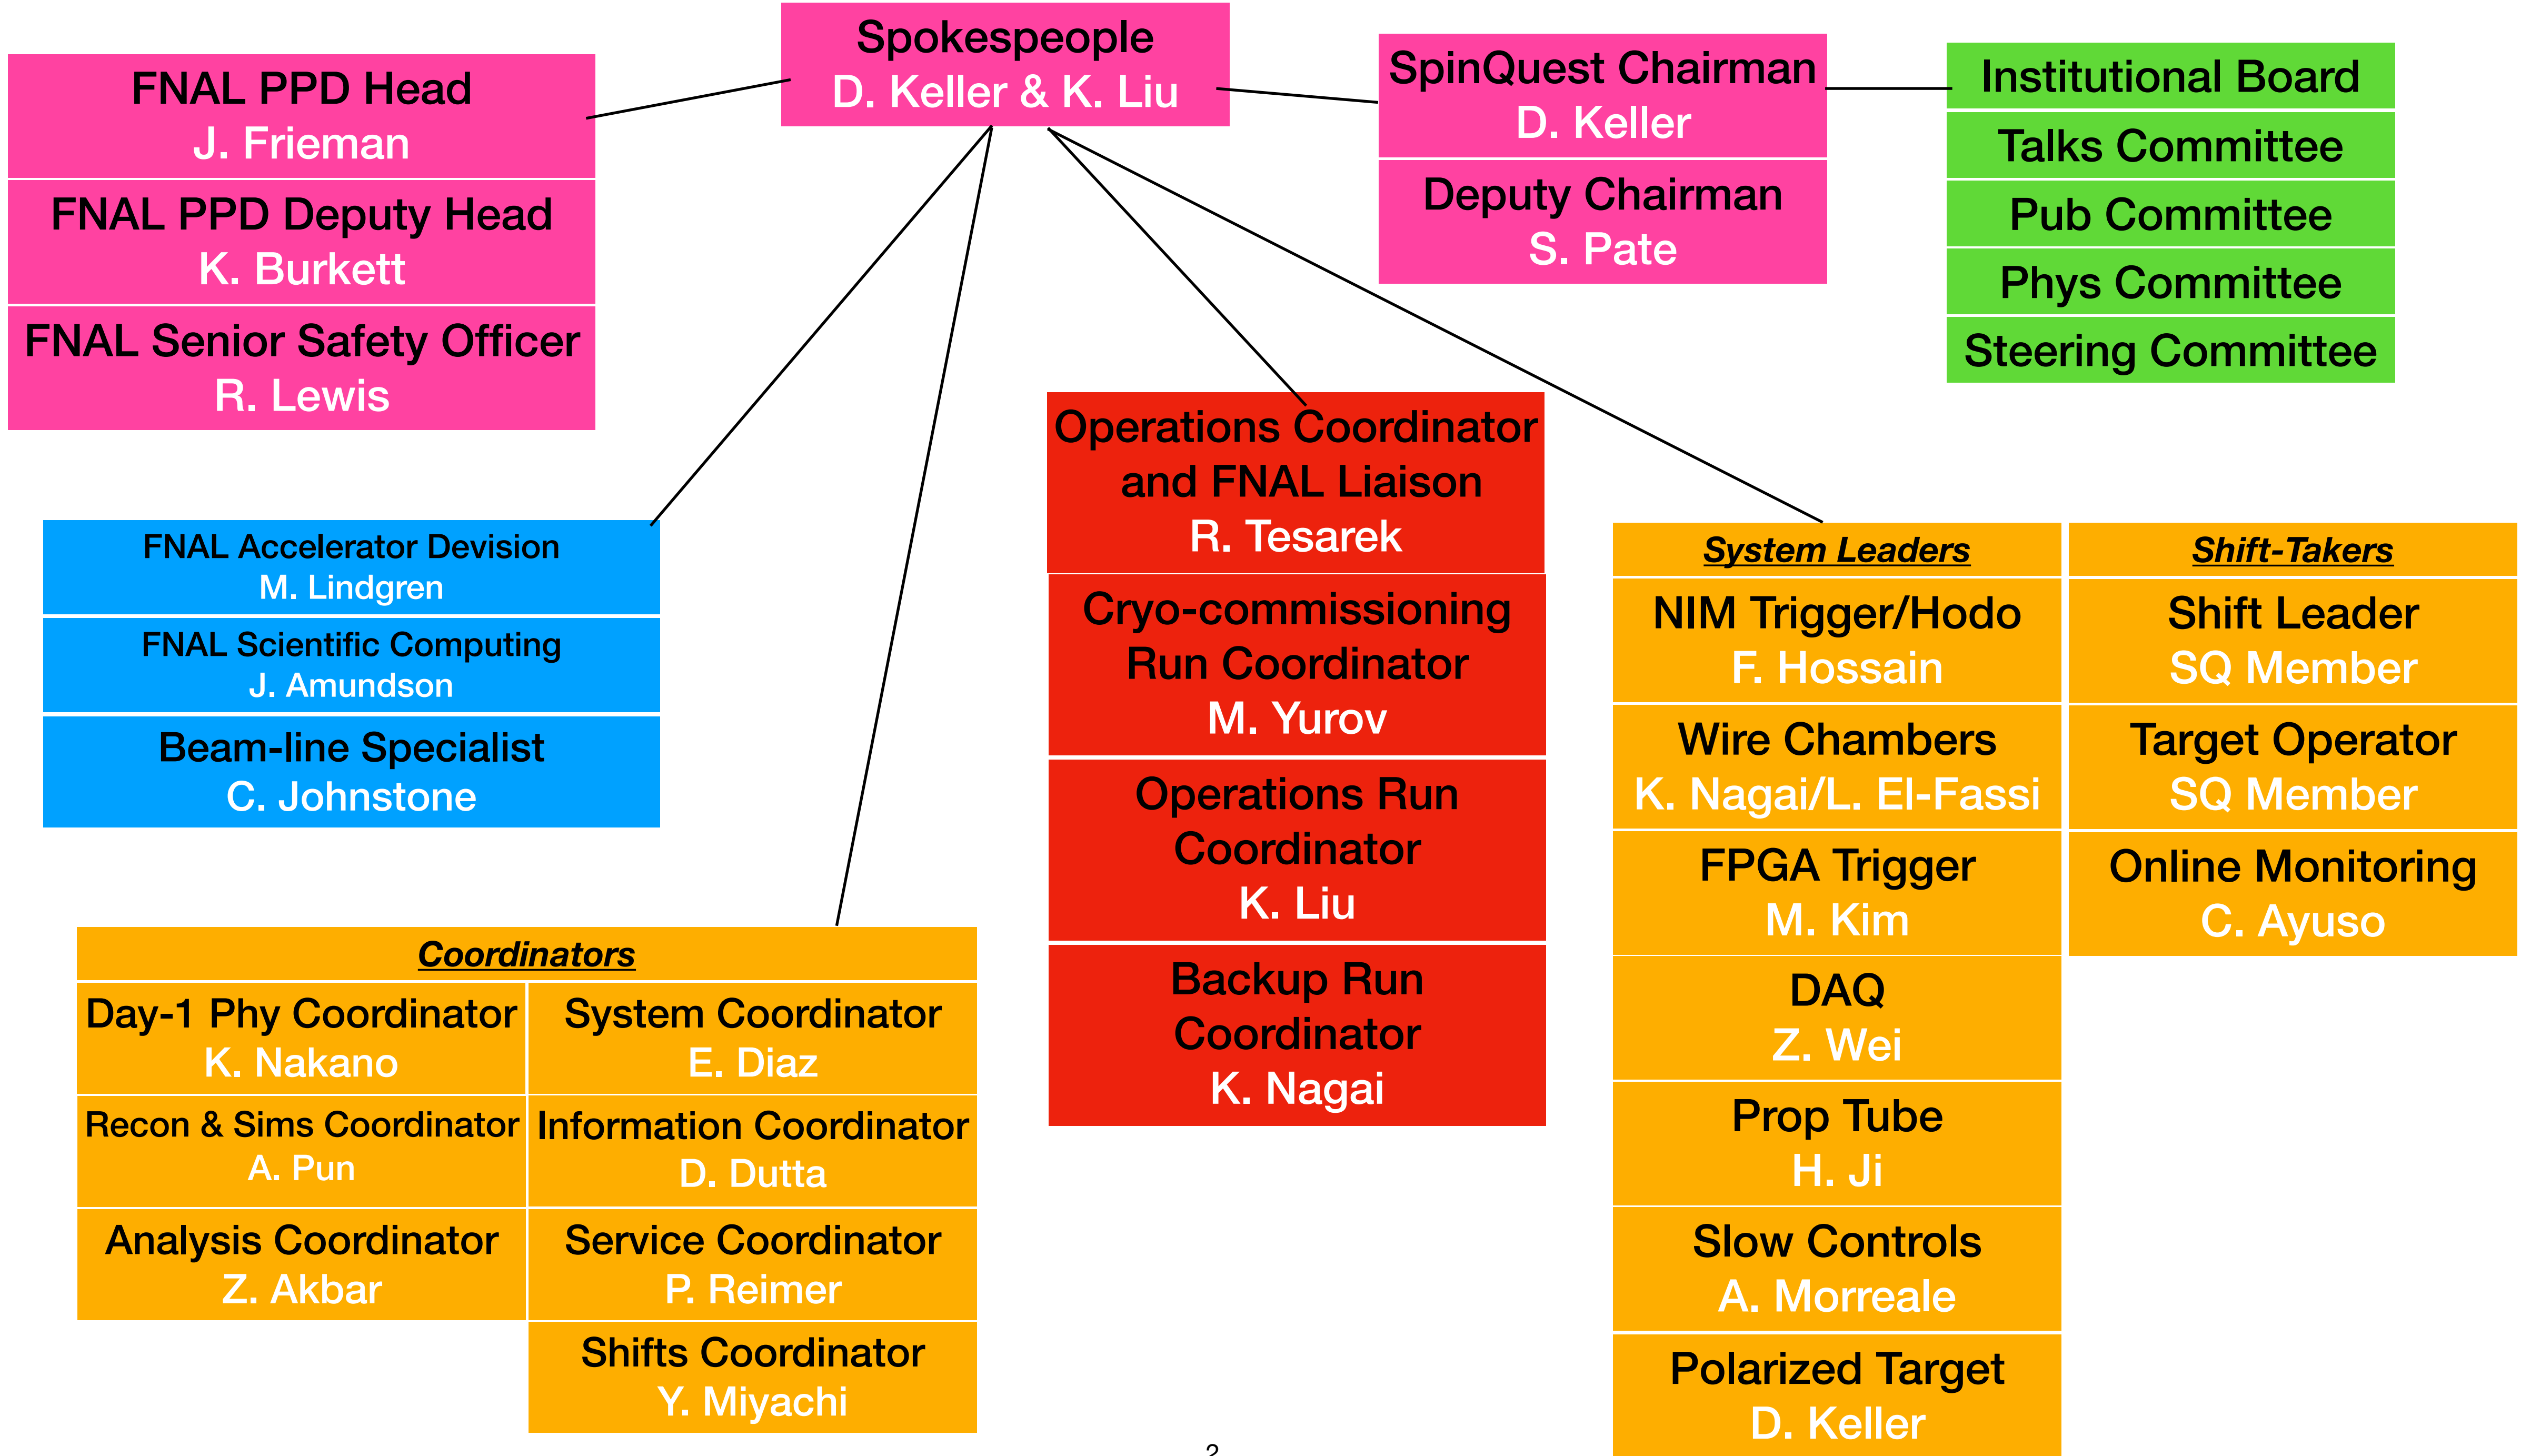 Spokespeople
D. Keller & K. Liu
FNAL PPD Head
J. Frieman
FNAL PPD Deputy Head
K. Burkett
FNAL Senior Safety Officer
R. Lewis
SpinQuest Chairman
D. Keller
Deputy Chairman
S. Pate
Institutional Board
Talks Committee
Pub Committee
Phys Committee
Steering Committee
FNAL Accelerator Devision
M. Lindgren
FNAL Scientific Computing
J. Amundson
Beam-line Specialist
C. Johnstone
Operations Coordinator
and FNAL Liaison
R. Tesarek
Cryo-commissioning
Run Coordinator
M. Yurov
Operations Run
Coordinator
K. Liu
Backup Run
Coordinator
K. Nagai
System Leaders
NIM Trigger/Hodo
F. Hossain
Wire Chambers
K. Nagai/L. El-Fassi
FPGA Trigger
M. Kim
DAQ
Z. Wei
Prop Tube
H. Ji
Slow Controls
A. Morreale
Polarized Target
D. Keller
Shift-Takers
Shift Leader
SQ Member
Target Operator
SQ Member
Online Monitoring
C. Ayuso
Coordinators
Day-1 Phy Coordinator
K. Nakano
Recon & Sims Coordinator
A. Pun
Analysis Coordinator
Z. Akbar
System Coordinator
E. Diaz
Information Coordinator
D. Dutta
Service Coordinator
P. Reimer
Shifts Coordinator
Y. Miyachi
2